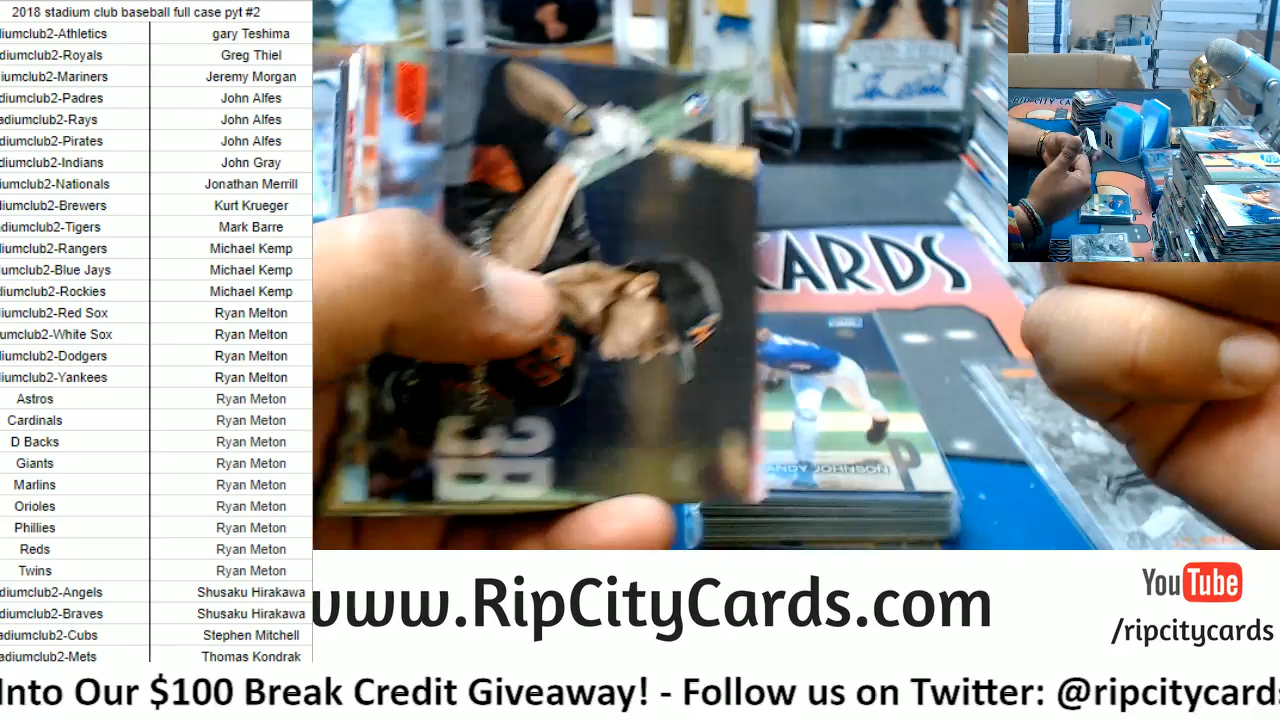 2018 stadium club baseball full case pyt #2
diumclub2-Athletics gary Teshima
diumclub2-Royals Greg Thiel
iumclub2-Mariners Jeremy Morgan
diumclub2-Padres John Alfes
adiumclub2-Rays John Alfes
diumclub2-Pirates John Alfes
diumclub2-Indians John Gray
iumclub2-Nationals Jonathan Merrill
iumclub2-Brewers Kurt Krueger
adiumclub2-Tigers Mark Barre
iumclub2-Rangers Michael Kemp
iumclub2-Blue Jays Michael Kemp
iumclub2-Rockies Michael Kemp
iumclub2-Red Sox Ryan Melton
umclub2-White Sox Ryan Melton
iumclub2-Dodgers Ryan Melton
iumclub2-Yankees Ryan Melton
Astros Ryan Meton
Cardinals Ryan Meton
D Backs Ryan Meton
Giants Ryan Meton
Marlins Ryan Meton
Orioles Ryan Meton
Phillies Ryan Meton
Reds Ryan Meton
Twins Ryan Meton
diumclub2-Angels Shusaku Hirakawa
diumclub2-Braves Shusaku Hirakawa
adiumclub2-Cubs Stephen Mitchell
adiumclub2-Mets Thomas Kondrak
CARDS
ANDY JOHNSON
P
3B
www.RipCityCards.com
YouTube
/ripcitycards
Into Our $100 Break Credit Giveaway! - Follow us on Twitter: @ripcitycards